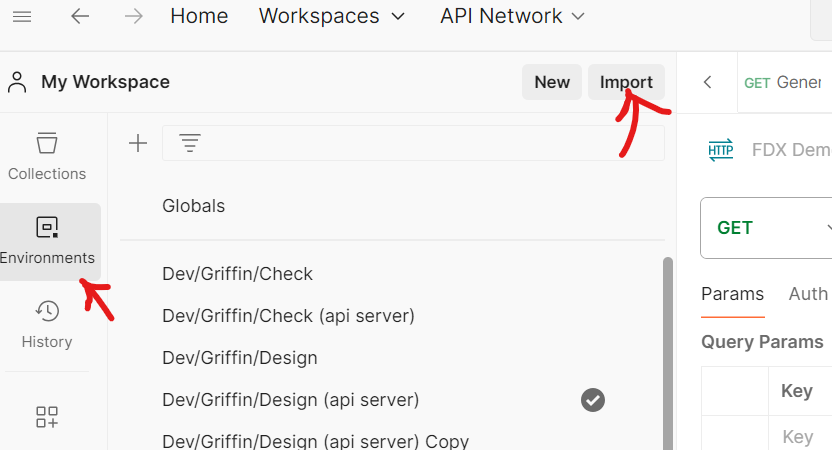 Home Workspaces API Network
My Workspace New Import
GET Gener
Collections
Globals
HTTP FDX Dem
Environments
GET
Dev/Griffin/Check
Params Auth
History
Dev/Griffin/Check (api server)
Query Params
Dev/Griffin/Design
Key
Dev/Griffin/Design (api server)
Dev/Griffin/Design (api server) Copy
Key